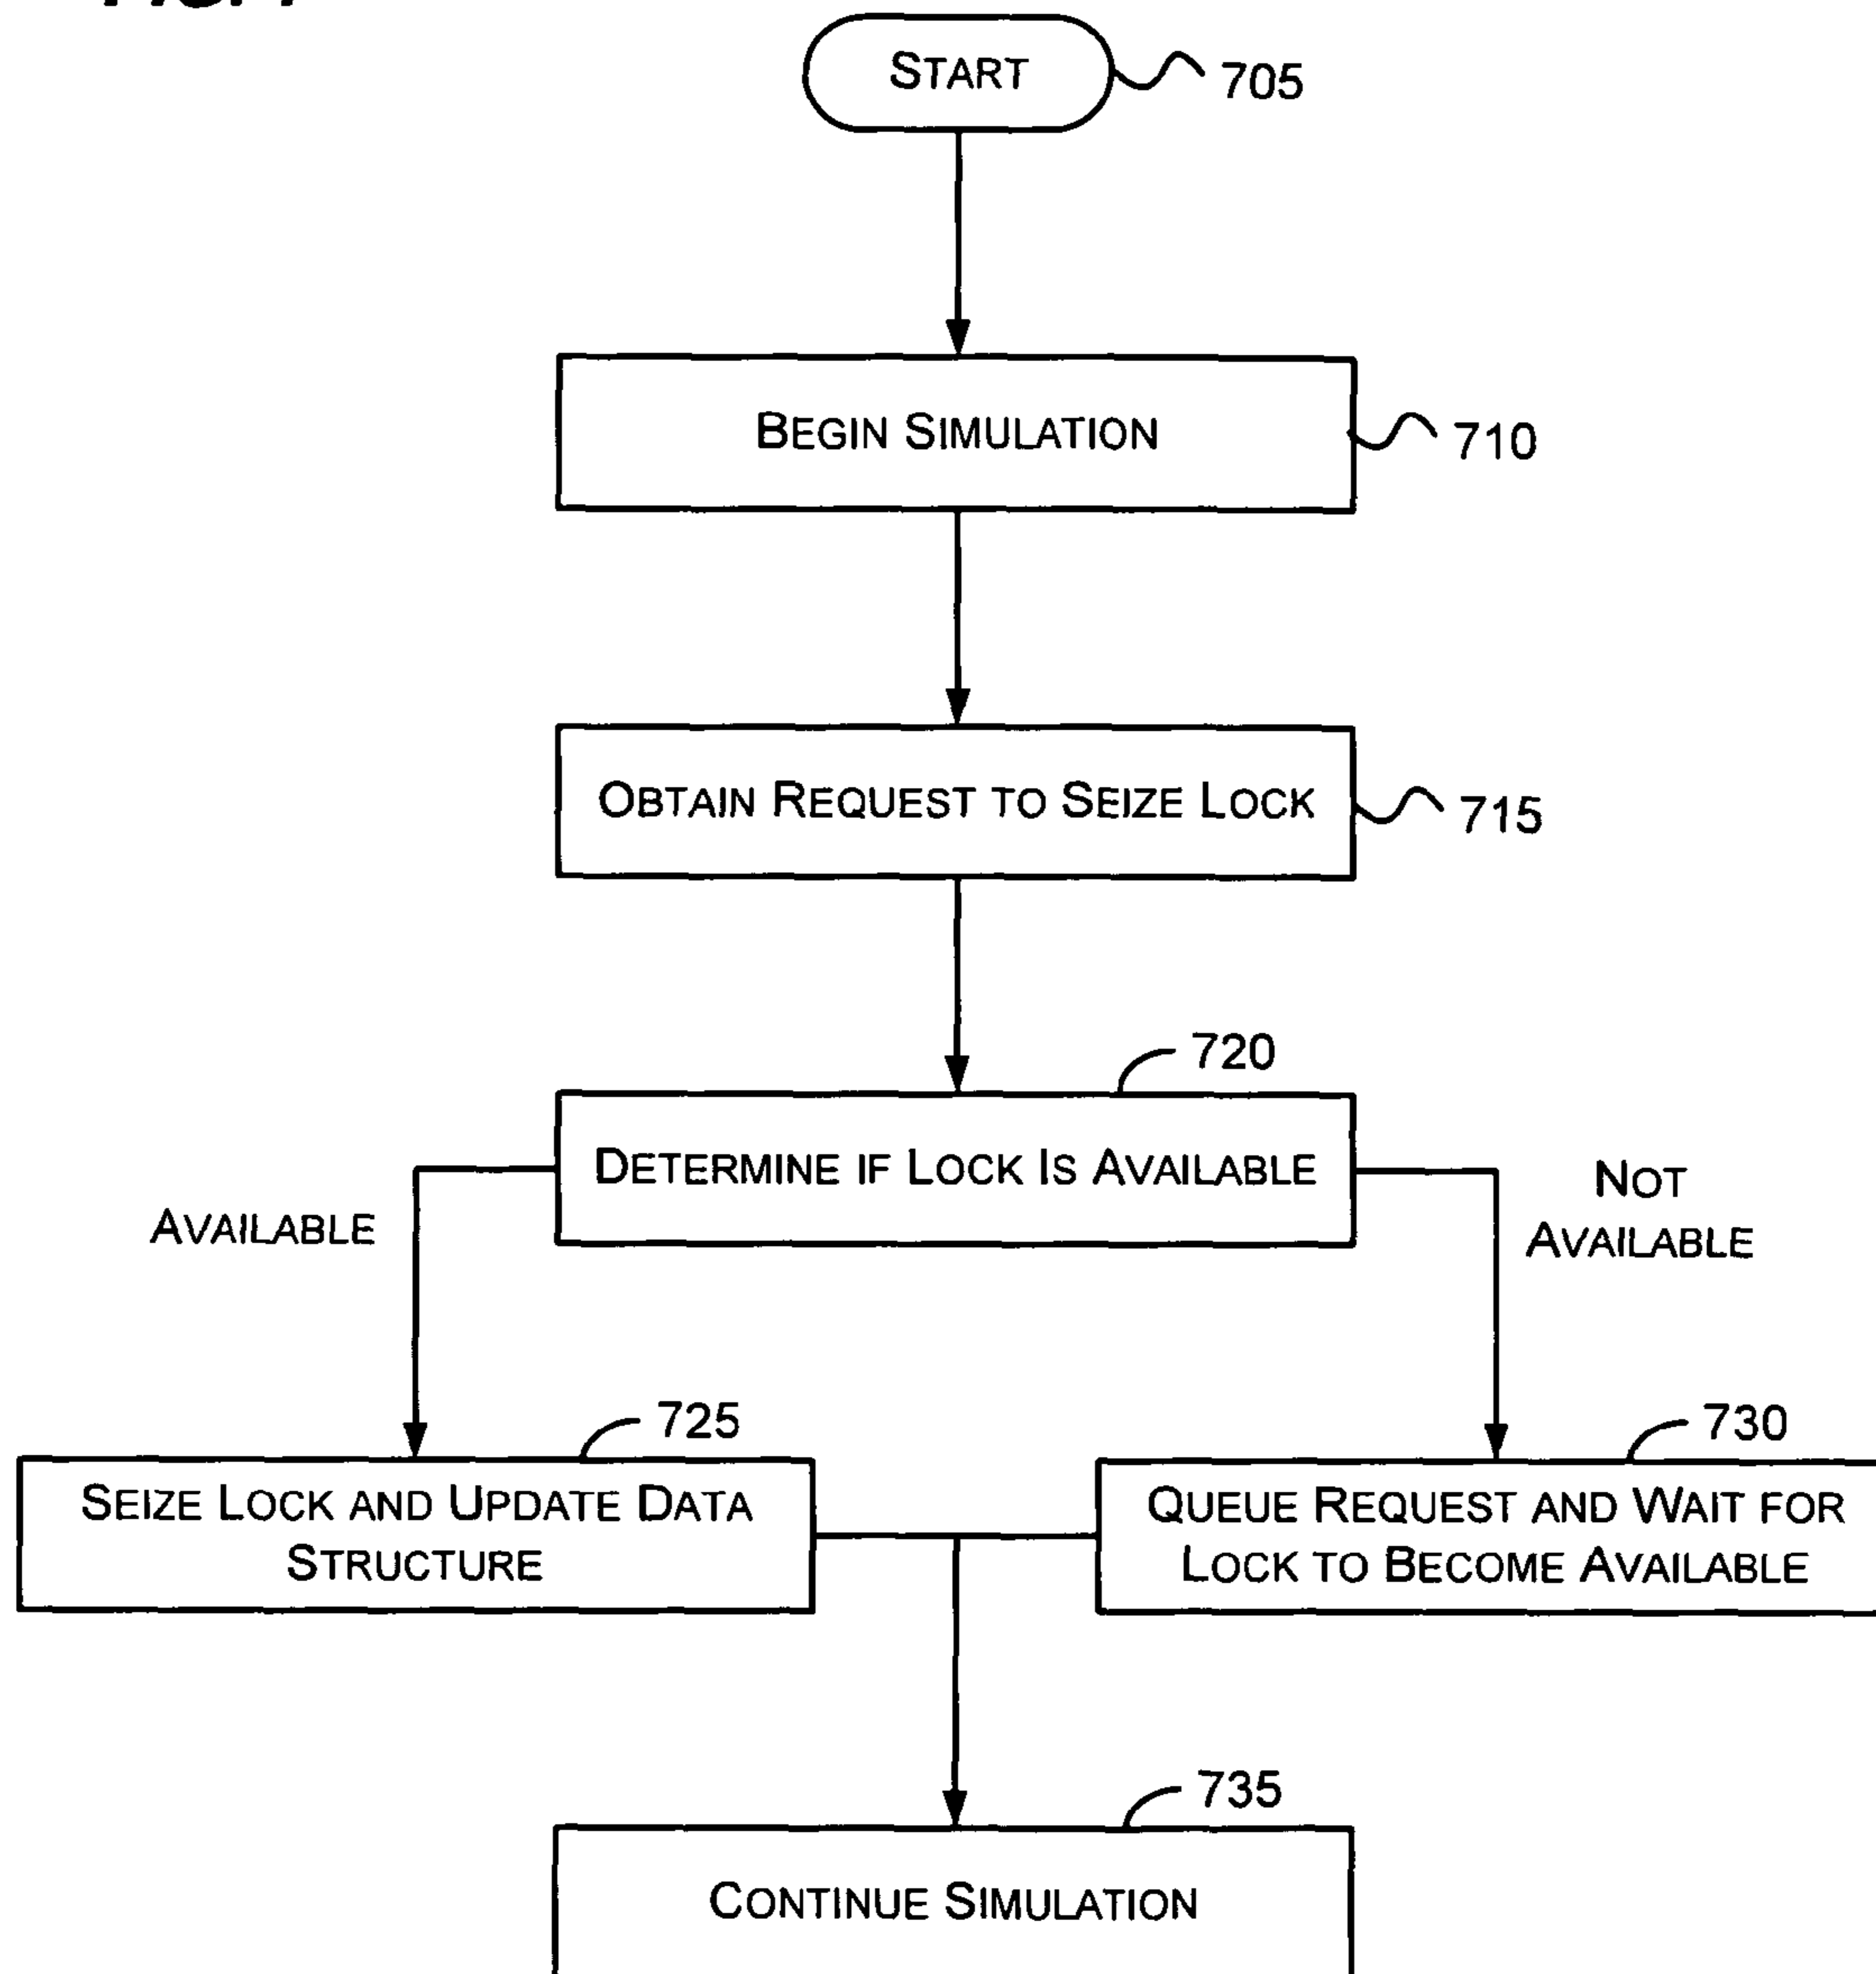 START
705
BEGIN SIMULATION
710
OBTAIN REQUEST TO SEIZE LOCK
715
720
DETERMINE IF LOCK IS AVAILABLE
AVAILABLE
NOT
AVAILABLE
725
SEIZE LOCK AND UPDATE DATA
STRUCTURE
730
QUEUE REQUEST AND WAIT FOR
LOCK TO BECOME AVAILABLE
735
CONTINUE SIMULATION